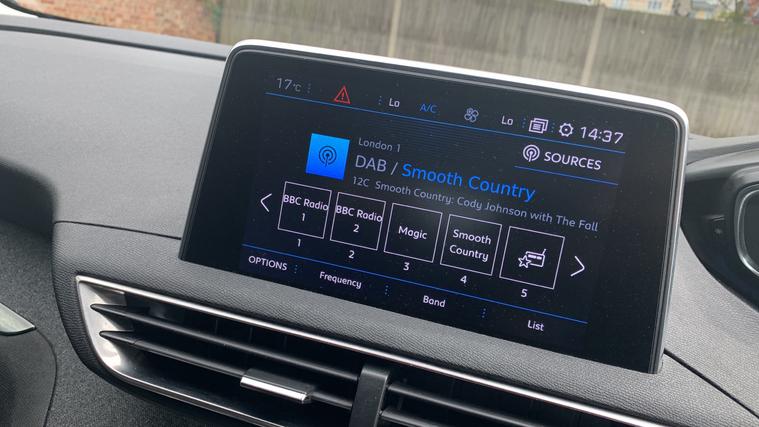 17°C Lo A/C Lo 14:37
London 1
SOURCES
DAB / Smooth Country
12C Smooth Country: Cody Johnson with The Fall
BBC Radio 1
BBC Radio 2
Magic
Smooth Country
1 2 3 4 5
OPTIONS Frequency Band List